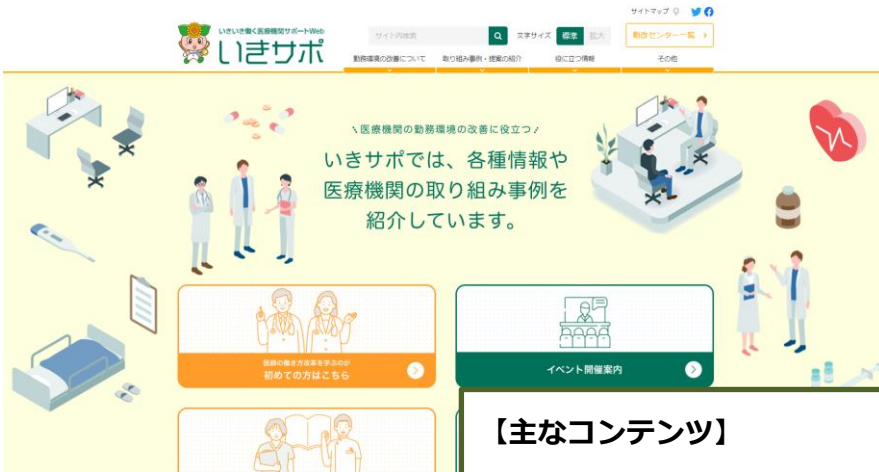 サイトマップ
いきいき働く医療機関サポートWeb
いきサポ
サイト内検索
文字サイズ 標準 拡大
勤改センター一覧
勤務環境の改善について 取り組み事例・提案の紹介 役に立つ情報 その他
医療機関の勤務環境の改善に役立つ
いきサポでは、各種情報や
医療機関の取り組み事例を
紹介しています。
医師の働き方改革を学ぶのが
初めての方はこちら
イベント開催案内
【主なコンテンツ】